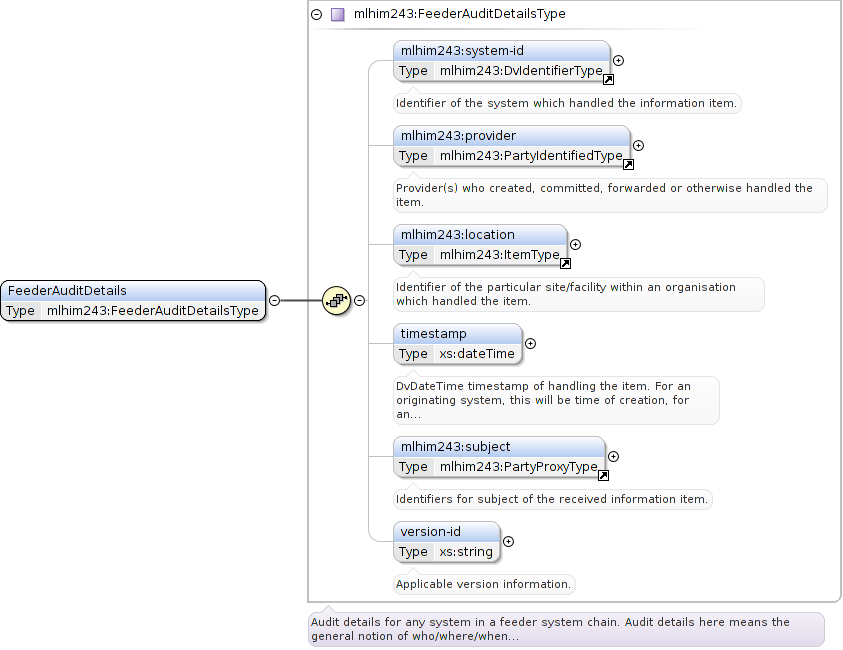 mlhim243:FeederAuditDetailsType
mlhim243:system-id
Type mlhim243:DvIdentifierType
Identifier of the system which handled the information item.
mlhim243:provider
Type mlhim243:PartyIdentifiedType
Provider(s) who created, committed, forwarded or otherwise handled the
item.
mlhim243:location
Type mlhim243:ItemType
Identifier of the particular site/facility within an organisation
which handled the item.
FeederAuditDetails
Type mlhim243:FeederAuditDetailsType
timestamp
Type xs:dateTime
DvDateTime timestamp of handling the item. For an
originating system, this will be time of creation, for
an...
mlhim243:subject
Type mlhim243:PartyProxyType
Identifiers for subject of the received information item.
version-id
Type xs:string
Applicable version information.
Audit details for any system in a feeder system chain. Audit details here means the
general notion of who/where/when...